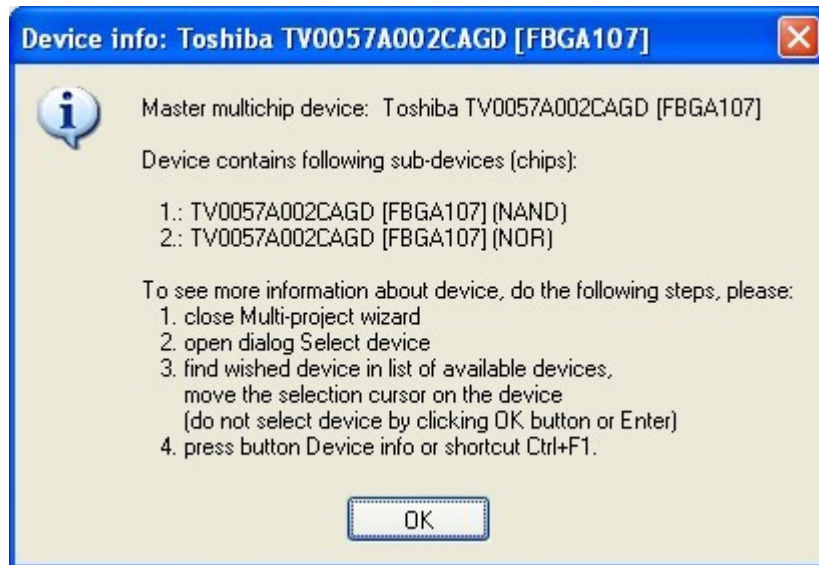 Device info: Toshiba TV0057A002CAGD [FBGA107]
Master multichip device:  Toshiba TV0057A002CAGD [FBGA107]
Device contains following sub-devices (chips):
1.: TV0057A002CAGD [FBGA107] (NAND)
2.: TV0057A002CAGD [FBGA107] (NOR)
To see more information about device, do the following steps, please:
1. close Multi-project wizard
2. open dialog Select device
3. find wished device in list of available devices,
move the selection cursor on the device
(do not select device by clicking OK button or Enter)
4. press button Device info or shortcut Ctrl+F1.
OK